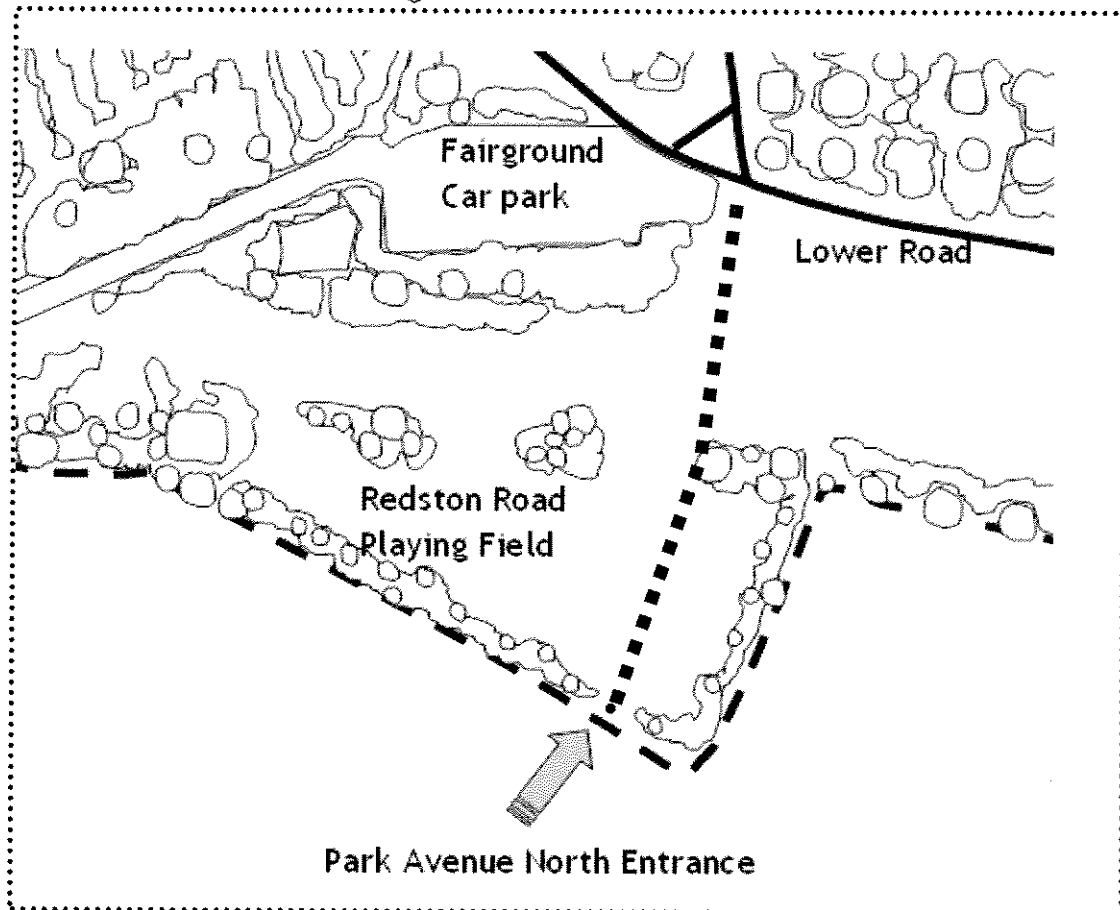 Fairground
Car park
Lower Road
Redston Road
Playing Field
Park Avenue North Entrance